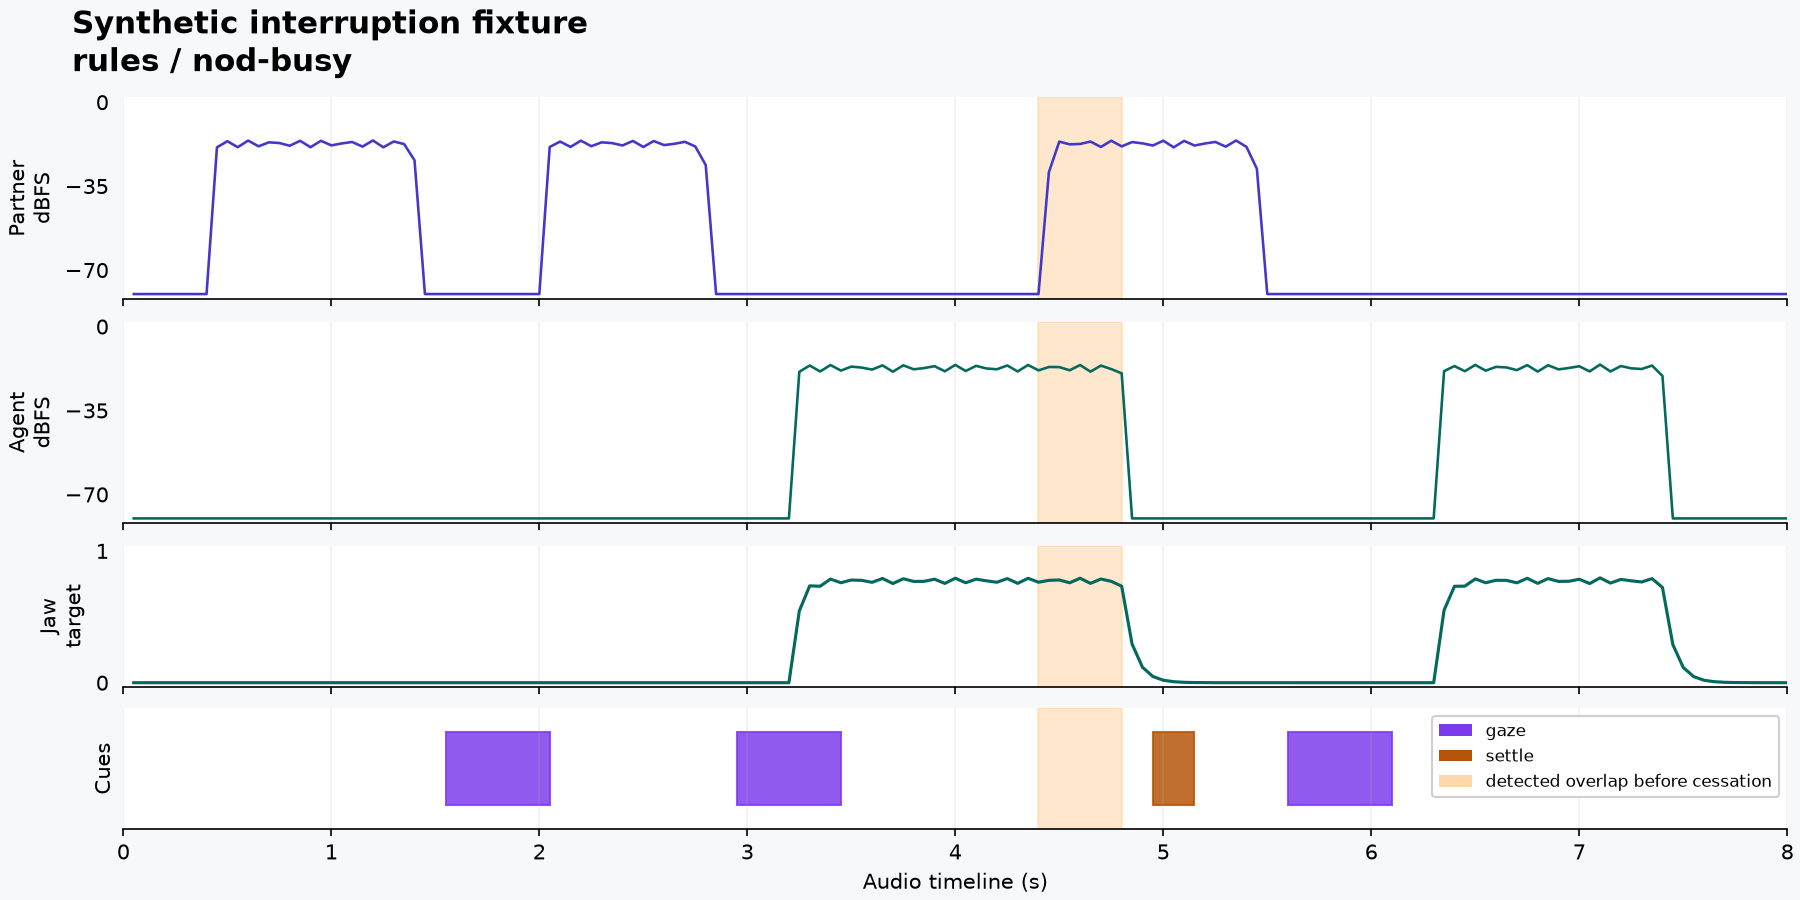 Synthetic interruption fixture
rules / nod-busy
Partner
dBFS
0
−35
−70
Agent
dBFS
0
−35
−70
Jaw
target
1
0
Cues
gaze
settle
detected overlap before cessation
0 1 2 3 4 5 6 7 8
Audio timeline (s)